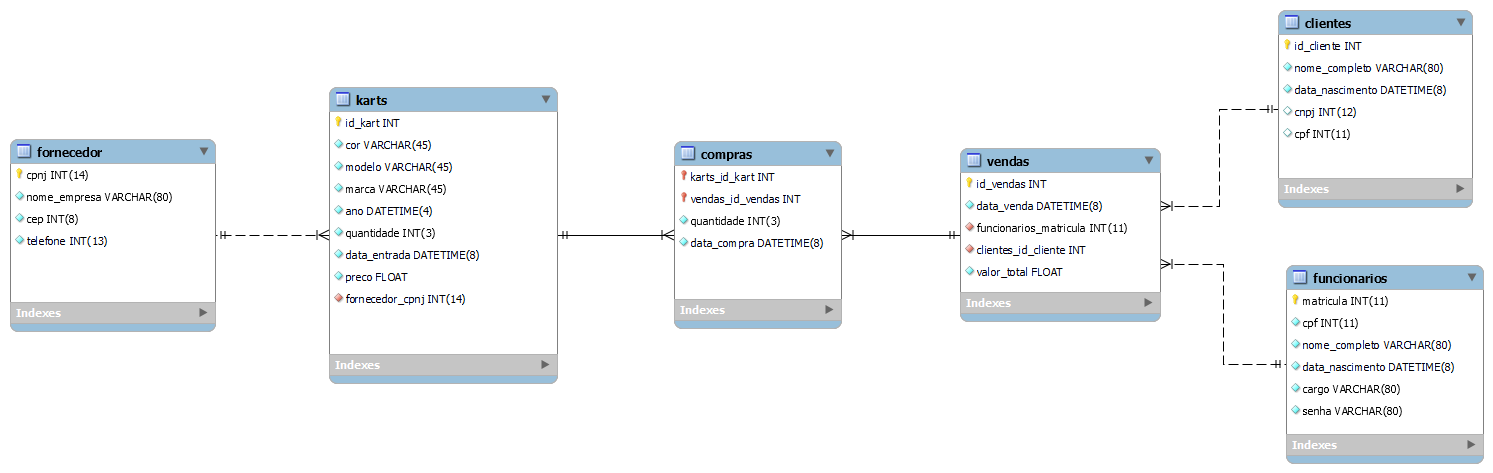 fornecedor
cpnj INT(14)
nome_empresa VARCHAR(80)
cep INT(8)
telefone INT(13)
Indexes
karts
id_kart INT
cor VARCHAR(45)
modelo VARCHAR(45)
marca VARCHAR(45)
ano DATETIME(4)
quantidade INT(3)
data_entrada DATETIME(8)
preco FLOAT
fornecedor_cpnj INT(14)
Indexes
compras
karts_id_kart INT
vendas_id_vendas INT
quantidade INT(3)
data_compra DATETIME(8)
Indexes
vendas
id_vendas INT
data_venda DATETIME(8)
funcionarios_matricula INT(11)
clientes_id_cliente INT
valor_total FLOAT
Indexes
clientes
id_cliente INT
nome_completo VARCHAR(80)
data_nascimento DATETIME(8)
cnpj INT(12)
cpf INT(11)
Indexes
funcionarios
matricula INT(11)
cpf INT(11)
nome_completo VARCHAR(80)
data_nascimento DATETIME(8)
cargo VARCHAR(80)
senha VARCHAR(80)
Indexes